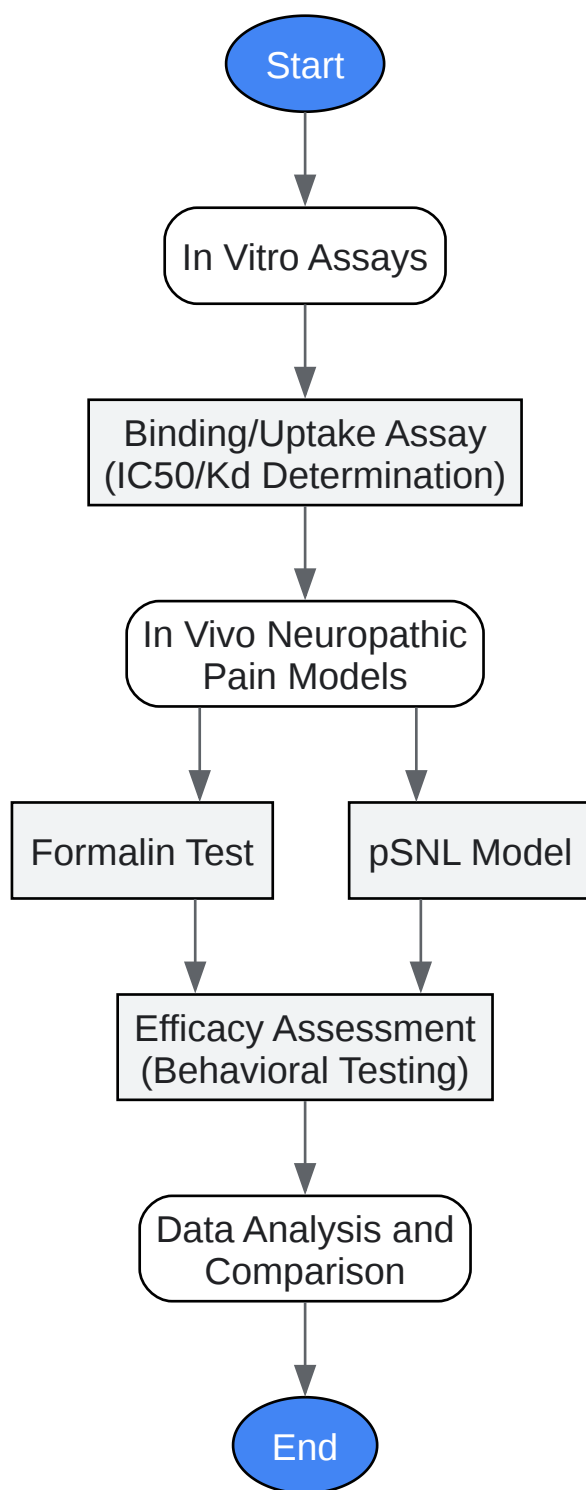 Start
In Vitro Assays
Binding/Uptake Assay
(IC50/Kd Determination)
In Vivo Neuropathic
Pain Models
Formalin Test
pSNL Model
Efficacy Assessment
(Behavioral Testing)
Data Analysis and
Comparison
End